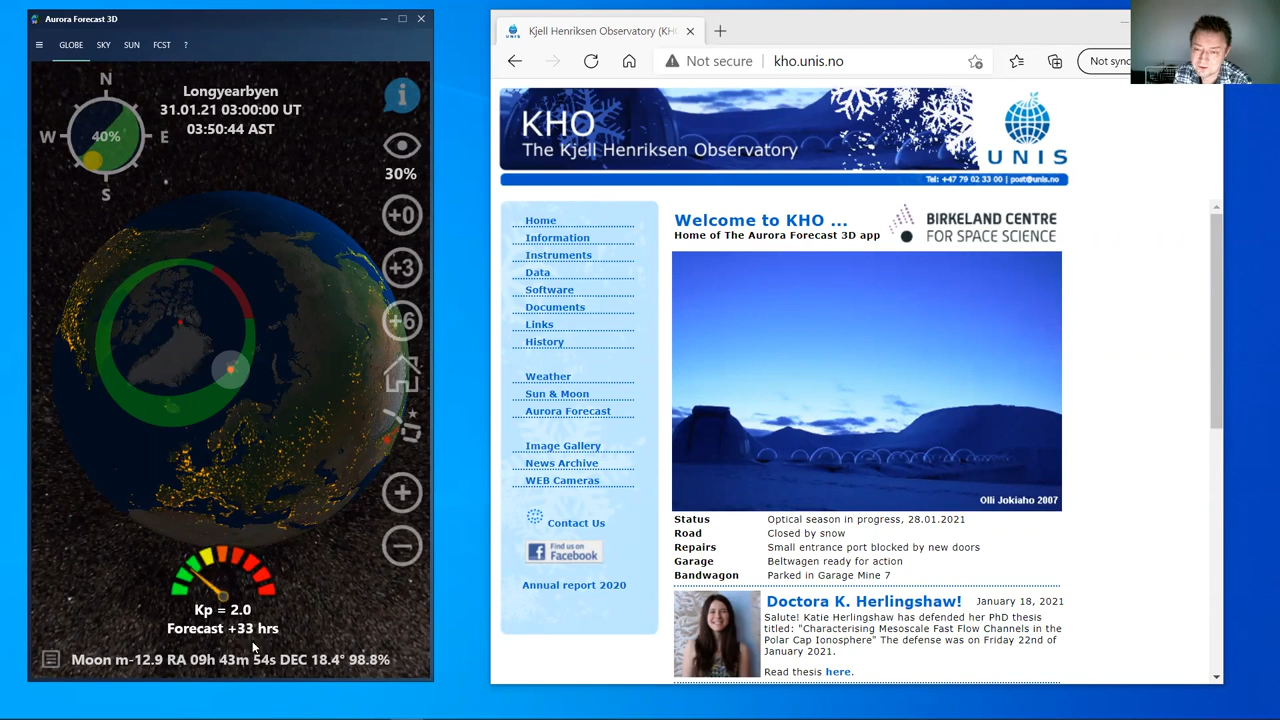 Aurora Forecast 3D
GLOBE SKY SUN FCST ?
Longyearbyen
31.01.21 03:00:00 UT
03:50:44 AST
N
W 40% E
S
i
30%
+0
+3
+6
Kp = 2.0
Forecast +33 hrs
Moon m-12.9 RA 09h 43m 54s DEC 18.4° 98.8%
Kjell Henriksen Observatory (KH
Not secure | kho.unis.no
Not sync
KHO
The Kjell Henriksen Observatory
UNIS
Tel: +47 79 02 33 00 | post@unis.no
Home
Information
Instruments
Data
Software
Documents
Links
History
Weather
Sun & Moon
Aurora Forecast
Image Gallery
News Archive
WEB Cameras
Contact Us
Find us on
Facebook
Annual report 2020
Welcome to KHO ...
Home of The Aurora Forecast 3D app
BIRKELAND CENTRE
FOR SPACE SCIENCE
Olli Jokiaho 2007
Status Optical season in progress, 28.01.2021
Road Closed by snow
Repairs Small entrance port blocked by new doors
Garage Beltwagen ready for action
Bandwagon Parked in Garage Mine 7
Doctora K. Herlingshaw! January 18, 2021
Salute! Katie Herlingshaw has defended her PhD thesis
titled: "Characterising Mesoscale Fast Flow Channels in the
Polar Cap Ionosphere" The defense was on Friday 22nd of
January 2021.
Read thesis here.